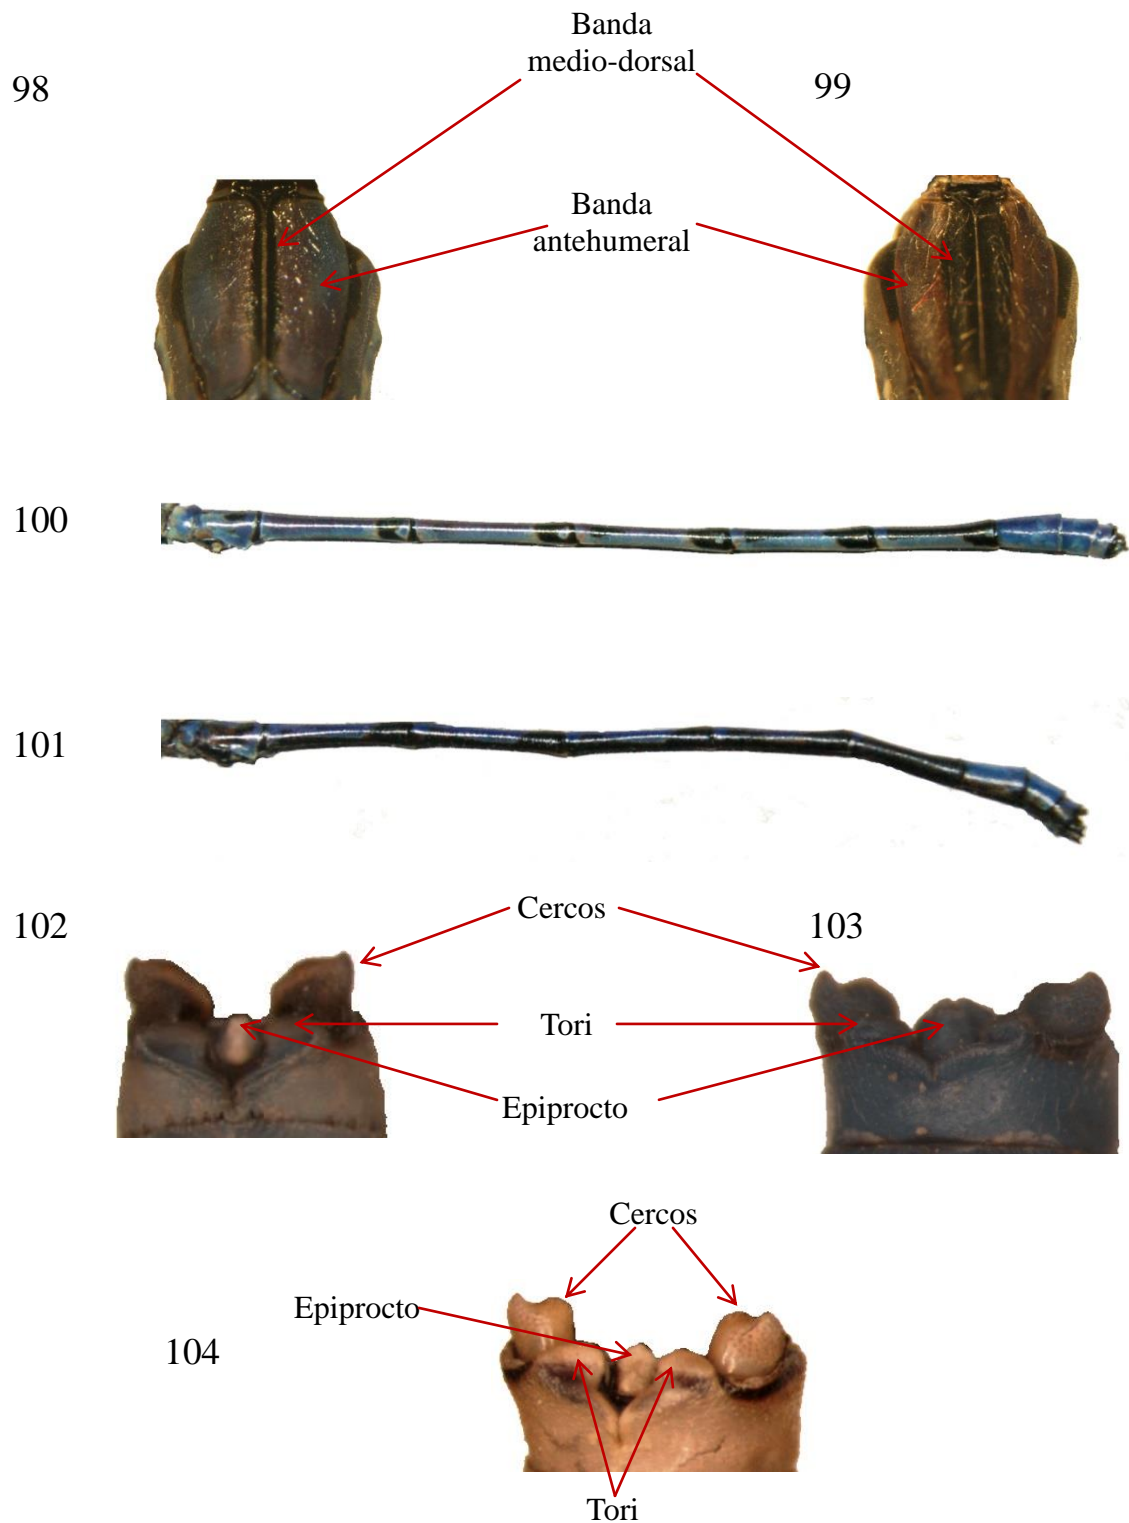 Banda
medio-dorsal
98
99
Banda
antehumeral
100
101
Cercos
102
103
Tori
Epiprocto
Cercos
Epiprocto
104
Tori